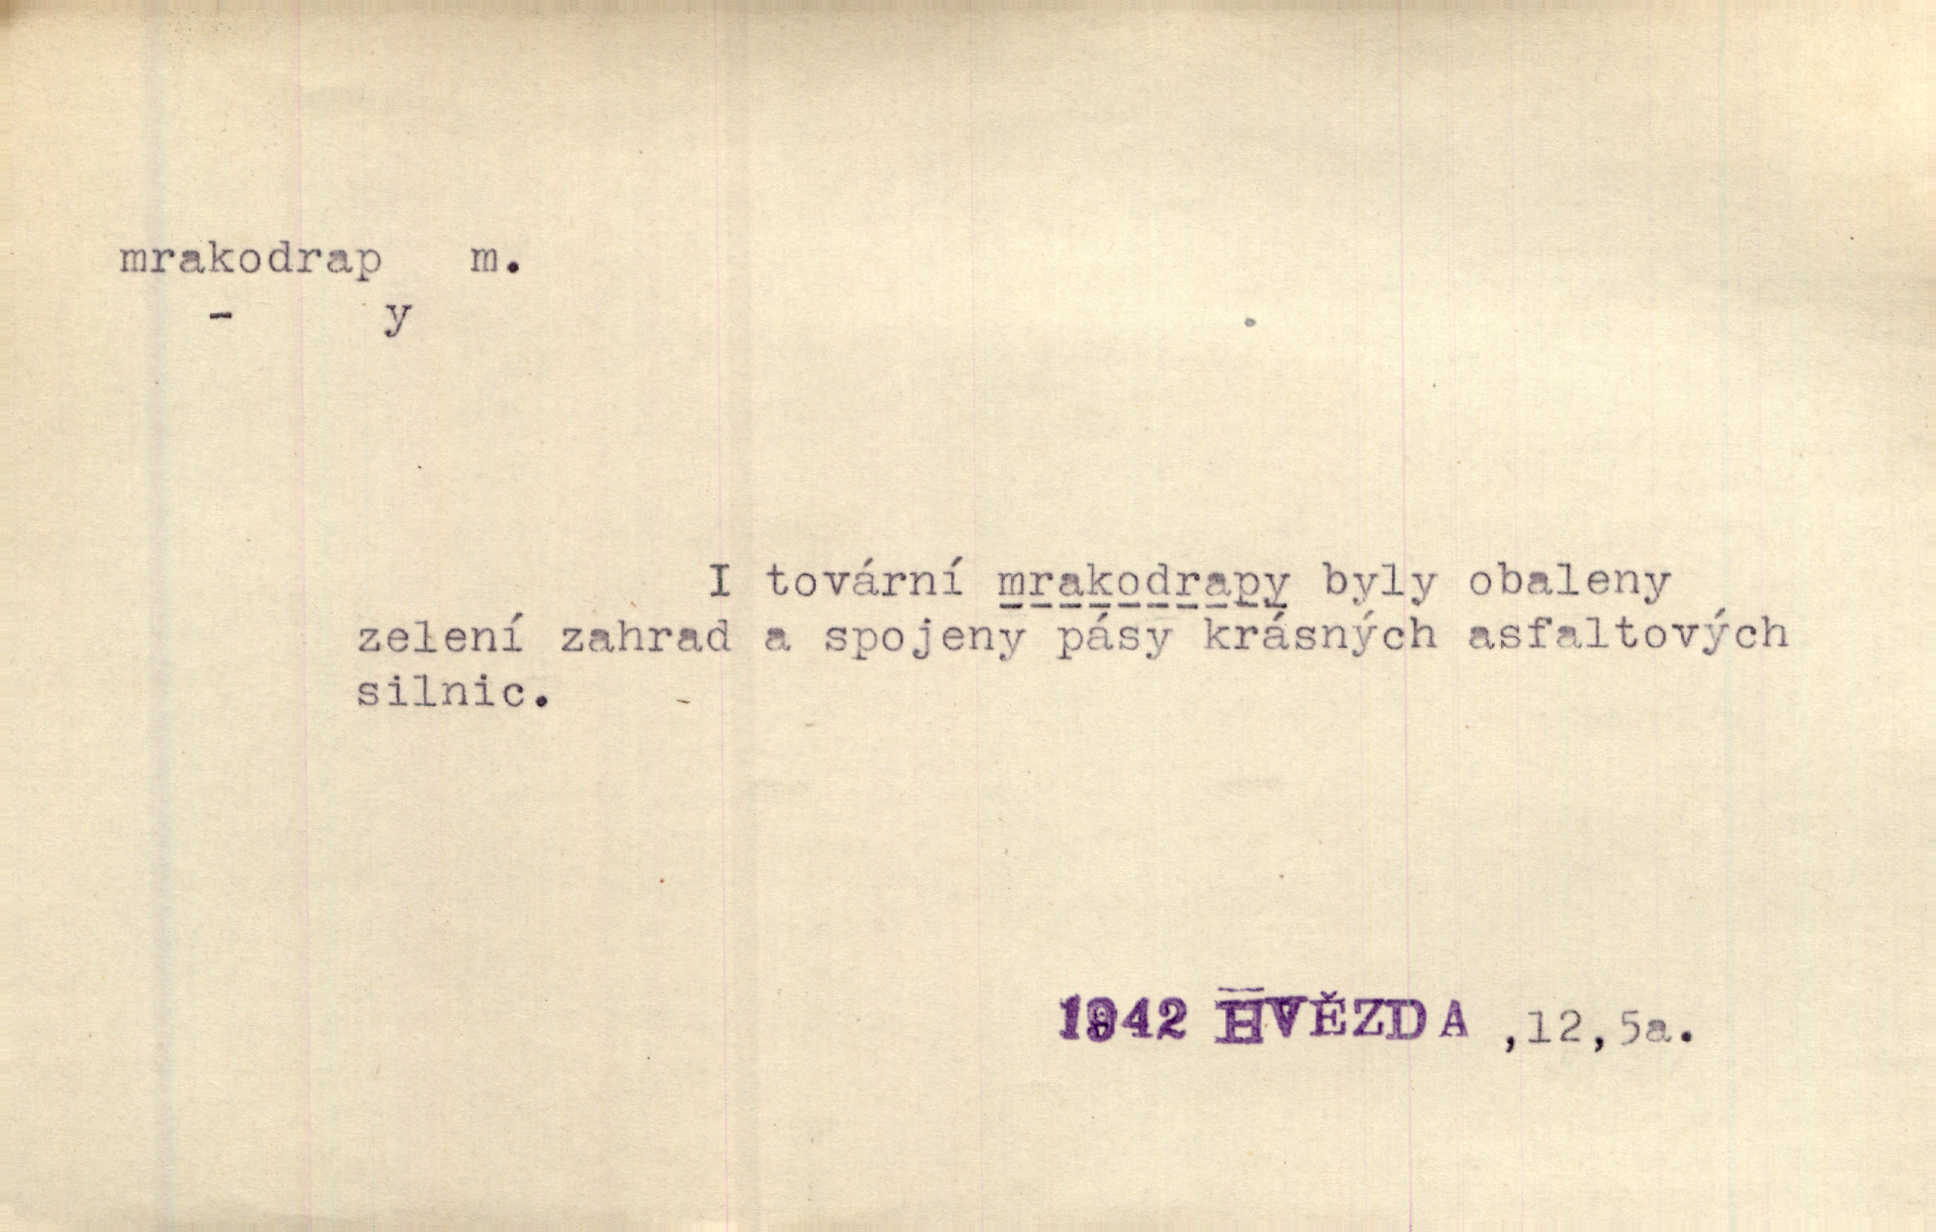 mrakodrap m.
- y
I tovární mrakodrapy byly obaleny
zelení zahrad a spojeny pásy krásných asfaltových
silnic.
1942 HVĚZDA ,12,5a.